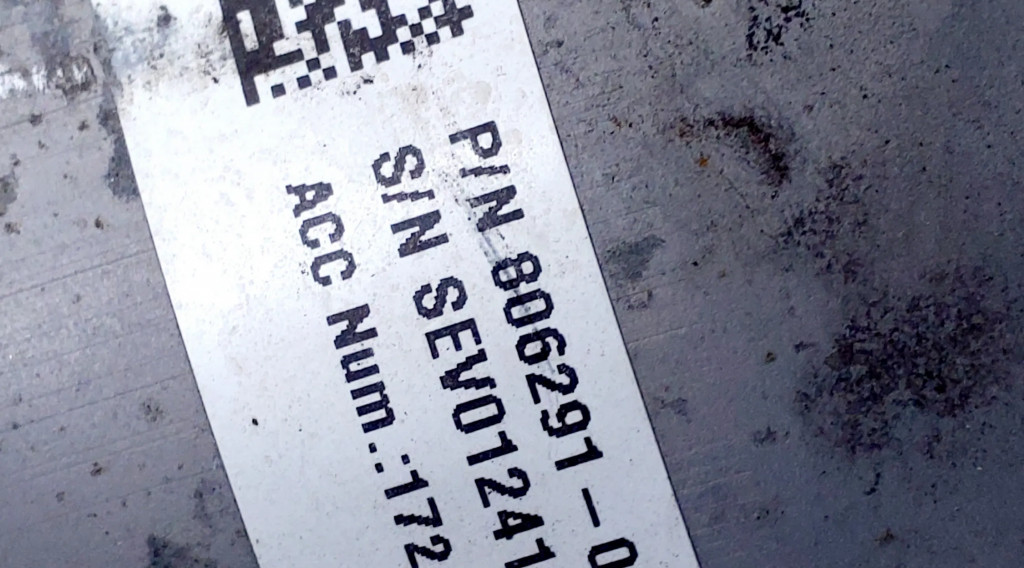 P/N 806291-0
S/N SEV01241
ACC Num.:172